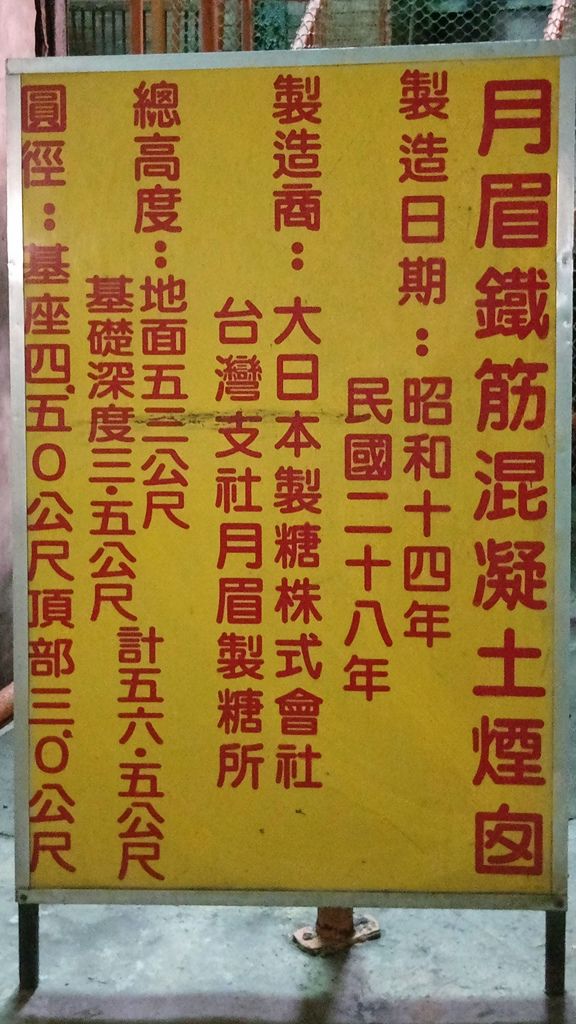 月眉鐵筋混凝土煙囪
製造日期：昭和十四年
民國二十八年
製造商：大日本製糖株式會社
台灣支社月眉製糖所
總高度：地面五三公尺
基礎深度三.五公尺
計五六.五公尺
圓徑：基座四.五0公尺頂部三.0公尺